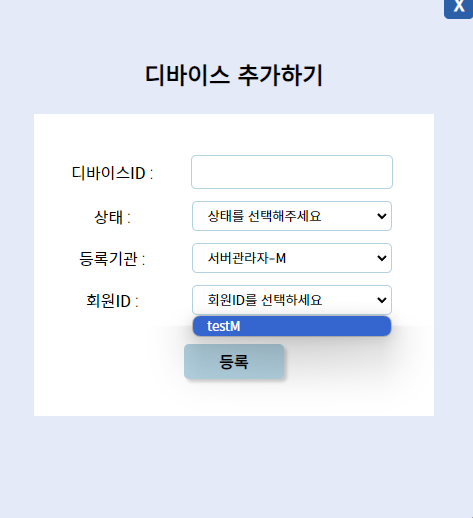 X
디바이스 추가하기
디바이스ID :
상태 : 상태를 선택해주세요
등록기관 : 서버관라자-M
회원ID : 회원ID를 선택하세요
testM
등록